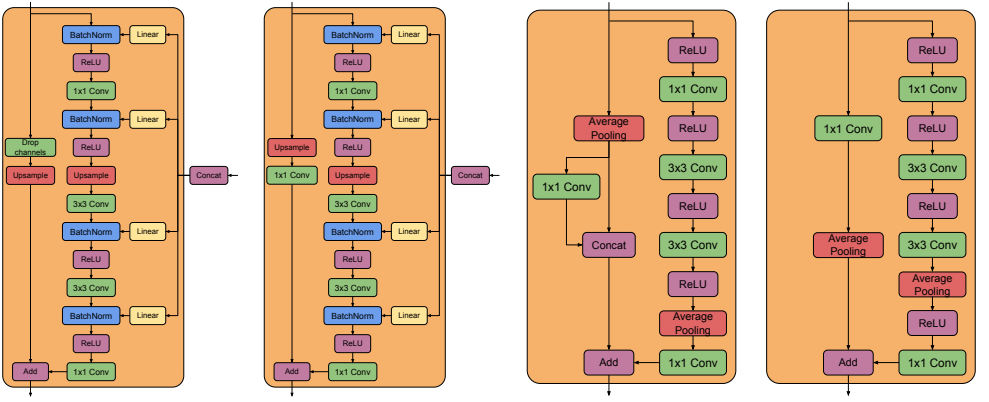 BatchNorm
Linear
ReLU
1x1 Conv
BatchNorm
Linear
Drop
channels
ReLU
Upsample
Upsample
Concat
3x3 Conv
BatchNorm
Linear
ReLU
3x3 Conv
BatchNorm
Linear
ReLU
Add
1x1 Conv
BatchNorm
Linear
ReLU
1x1 Conv
BatchNorm
Linear
Upsample
ReLU
1x1 Conv
Upsample
Concat
3x3 Conv
BatchNorm
Linear
ReLU
3x3 Conv
BatchNorm
Linear
ReLU
Add
1x1 Conv
ReLU
1x1 Conv
Average
Pooling
ReLU
1x1 Conv
3x3 Conv
ReLU
Concat
3x3 Conv
ReLU
Average
Pooling
Add
1x1 Conv
ReLU
1x1 Conv
1x1 Conv
ReLU
3x3 Conv
ReLU
Average
Pooling
3x3 Conv
Average
Pooling
ReLU
Add
1x1 Conv